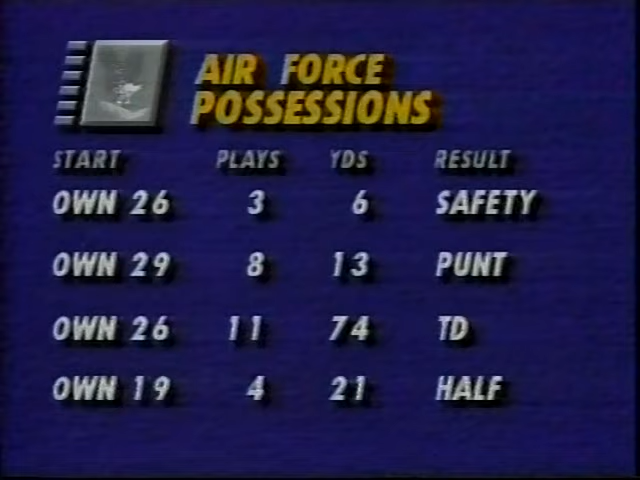 AIR FORCE
POSSESSIONS
START PLAYS YDS RESULT
OWN 26 3 6 SAFETY
OWN 29 8 13 PUNT
OWN 26 11 74 TD
OWN 19 4 21 HALF